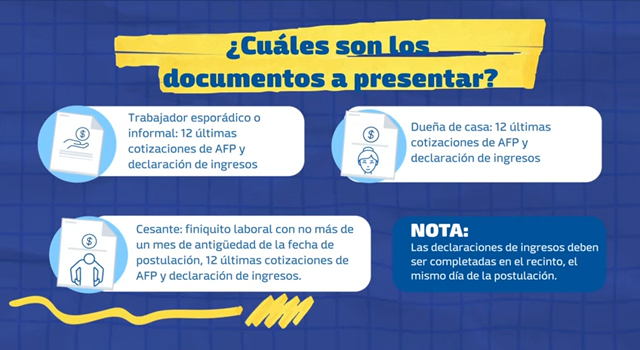 ¿Cuáles son los
documentos a presentar?
Trabajador esporádico o
informal: 12 últimas
cotizaciones de AFP y
declaración de ingresos
Dueña de casa: 12 últimas
cotizaciones de AFP y
declaración de ingresos
Cesante: finiquito laboral con no más de
un mes de antigüedad de la fecha de
postulación, 12 últimas cotizaciones de
AFP y declaración de ingresos.
NOTA:
Las declaraciones de ingresos deben
ser completadas en el recinto, el
mismo día de la postulación.